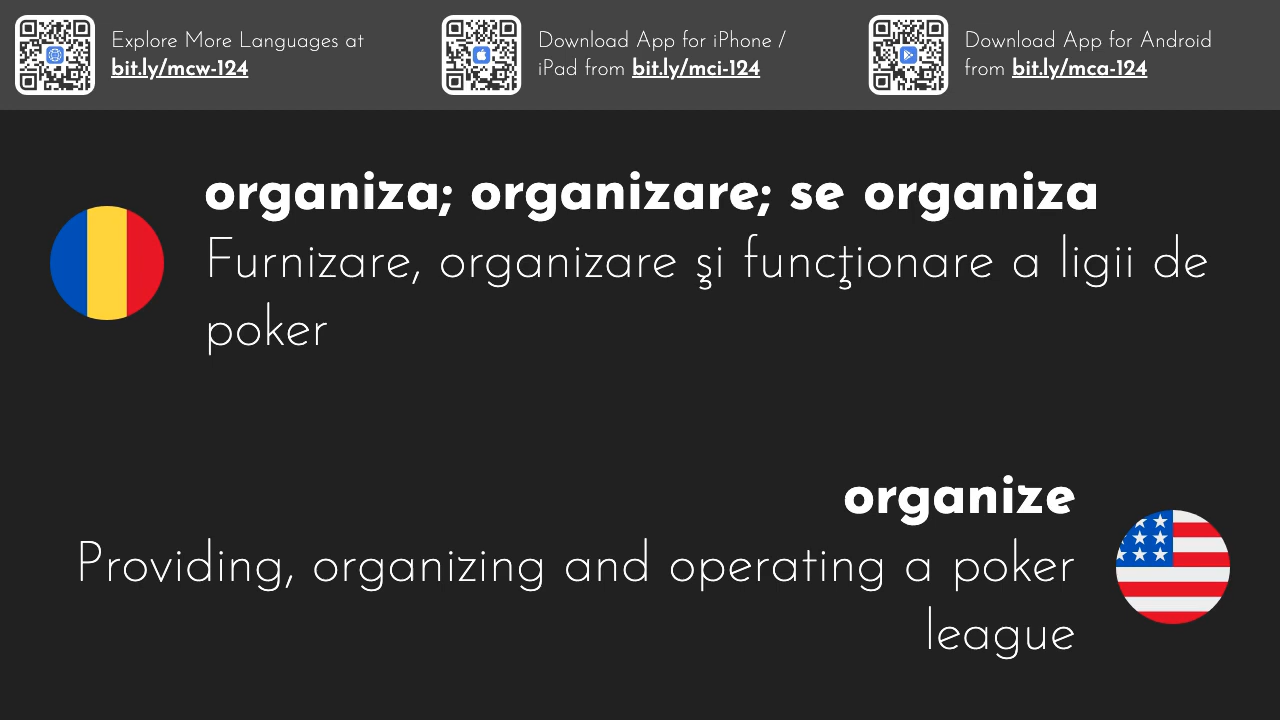 Explore More Languages at
bit.ly/mcw-124
Download App for iPhone /
iPad from bit.ly/mci-124
Download App for Android
from bit.ly/mca-124
organiza; organizare; se organiza
Furnizare, organizare şi funcţionare a ligii de
poker
organize
Providing, organizing and operating a poker
league